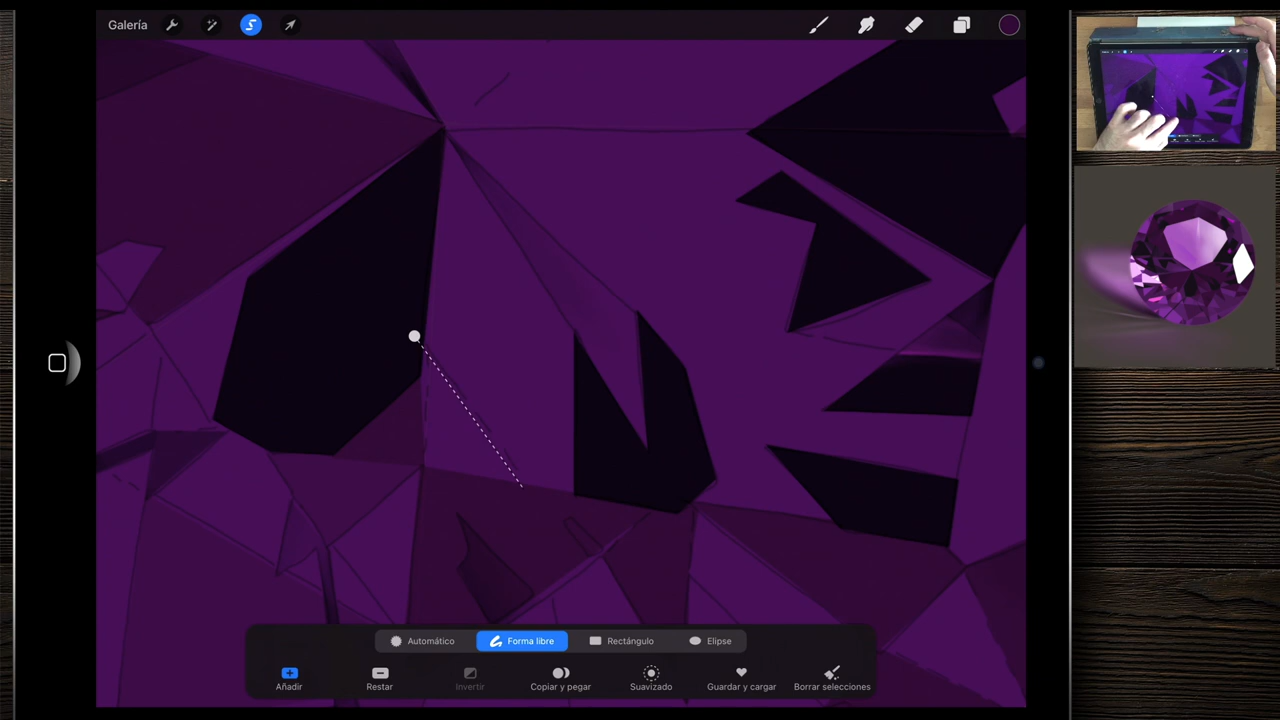 Galería
Automático
Forma libre
Rectángulo
Elipse
Añadir
Restar
Invertir
Copiar y pegar
Suavizado
Guardar y cargar
Borrar selecciones